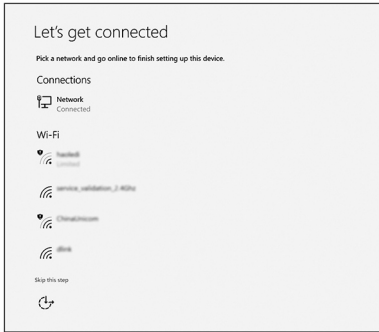 Let's get connected
Pick a network and go online to finish setting up this device.
Connections
Network
Connected
Wi-Fi
Limited
service_validation_2.4Ghz
ChinaUnicom
dlink
Skip this step